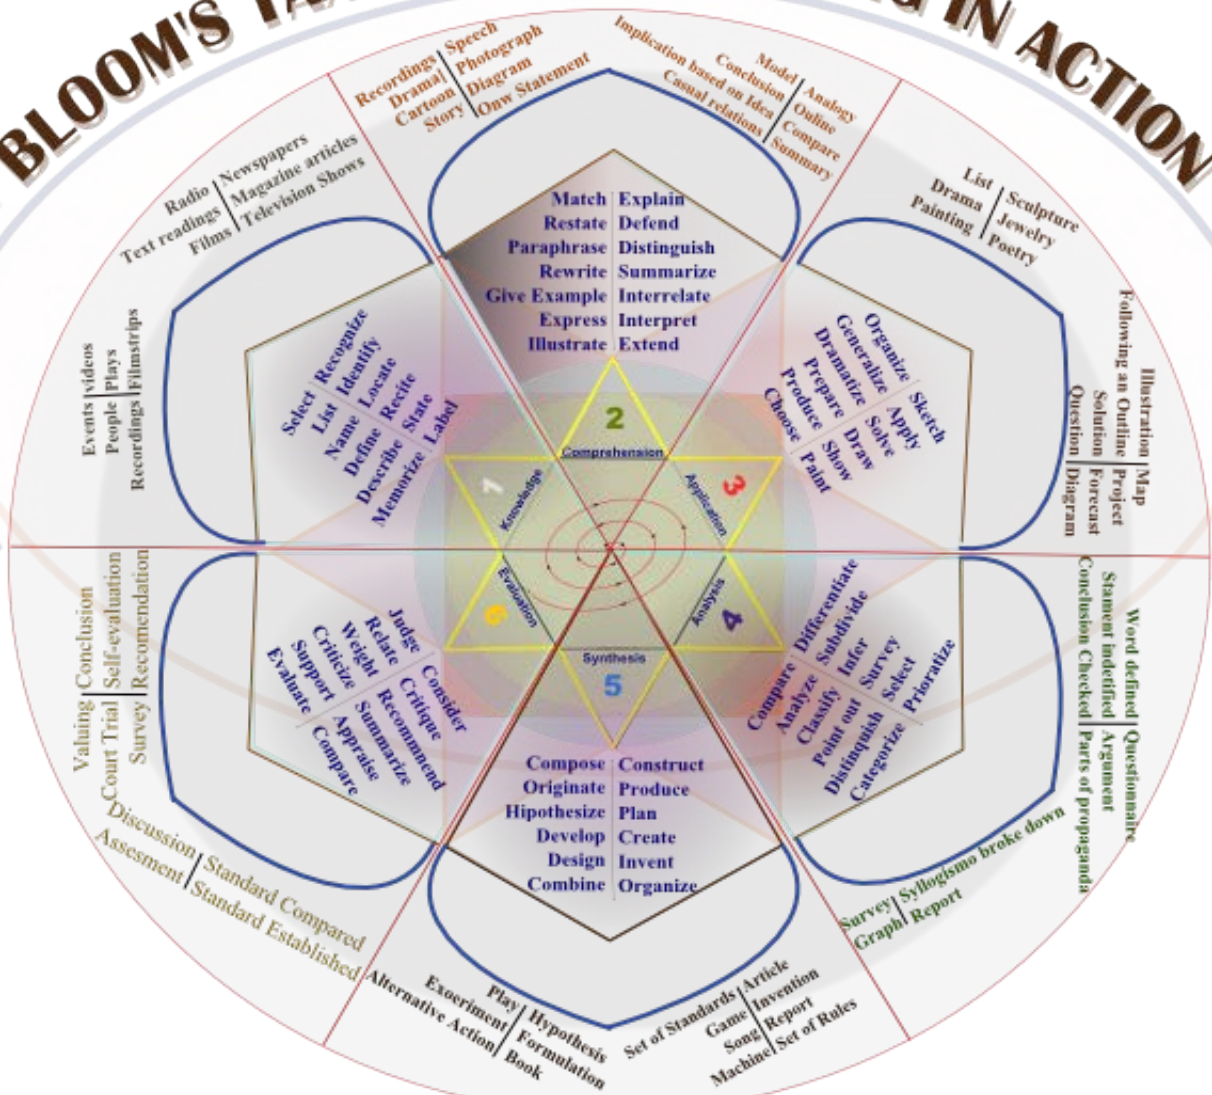 BLOOM'S TA
G IN ACTION
Recordings Speech
Drama Photograph
Cartoon Diagram
Story Onw Statement
Model Analogy
Conclusion Ouline
Implication based on Idea Compare
Casual relations Summary
Match Explain
Restate Defend
Paraphrase Distinguish
Rewrite Summarize
Give Example Interrelate
Express Interpret
Illustrate Extend
2
Comprehension
List Sculpture
Drama Jewelry
Painting Poetry
Illustration Map
Following an Outline Project
Solution Forecast
Question Diagram
Organize Sketch
Generalize Apply
Dramatize Solve
Prepare Draw
Produce Show
Choose Paint
3
Application
Word defined Questionnaire
Stament indetified Argument
Conclusion Checked Parts of propaganda
Survey Syllogismo broke down
Graph Report
Compare Differentiate
Analyze Subdivide
Classify Infer
Point out Survey
Distinguish Select
Categorize Prioratize
4
Analysis
Synthesis
5
Compose Construct
Originate Produce
Hipothesize Plan
Develop Create
Design Invent
Combine Organize
Set of Standards Article
Game Invention
Song Report
Machine Set of Rules
Play Hypothesis
Exoeriment Formulation
Alternative Action Book
Evaluation
6
Judge Consider
Relate Critique
Weight Recommend
Criticize Summarize
Support Appraise
Evaluate Compare
Discussion Standard Compared
Assesment Standard Established
Valuing Conclusion
Court Trial Self-evaluation
Survey Recomendation
Knowledge
1
Select Recognize
List Identify
Name Locate
Define Recite
Describe State
Memorize Label
Events videos
People Plays
Recordings Filmstrips
Radio Newspapers
Text readings Magazine articles
Films Television Shows